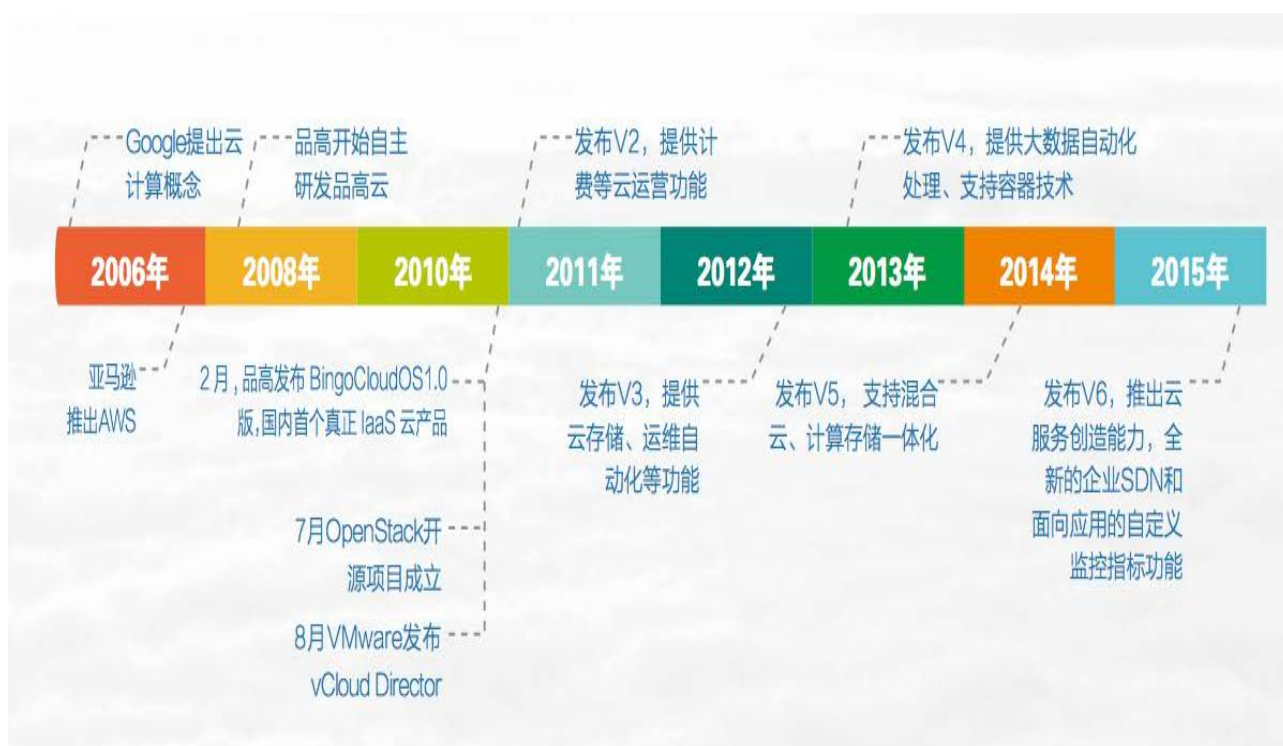 Google提出云
计算概念
品高开始自主
研发品高云
发布V2，提供计
费等云运营功能
发布V4，提供大数据自动化
处理、支持容器技术
2006年
2008年
2010年
2011年
2012年
2013年
2014年
2015年
亚马逊
推出AWS
2月,品高发布 BingoCloudOS1.0
版,国内首个真正 IaaS 云产品
7月OpenStack开
源项目成立
8月VMware发布
vCloud Director
发布V3，提供
云存储、运维自
动化等功能
发布V5，支持混合
云、计算存储一体化
发布V6，推出云
服务创造能力，全
新的企业SDN和
面向应用的自定义
监控指标功能